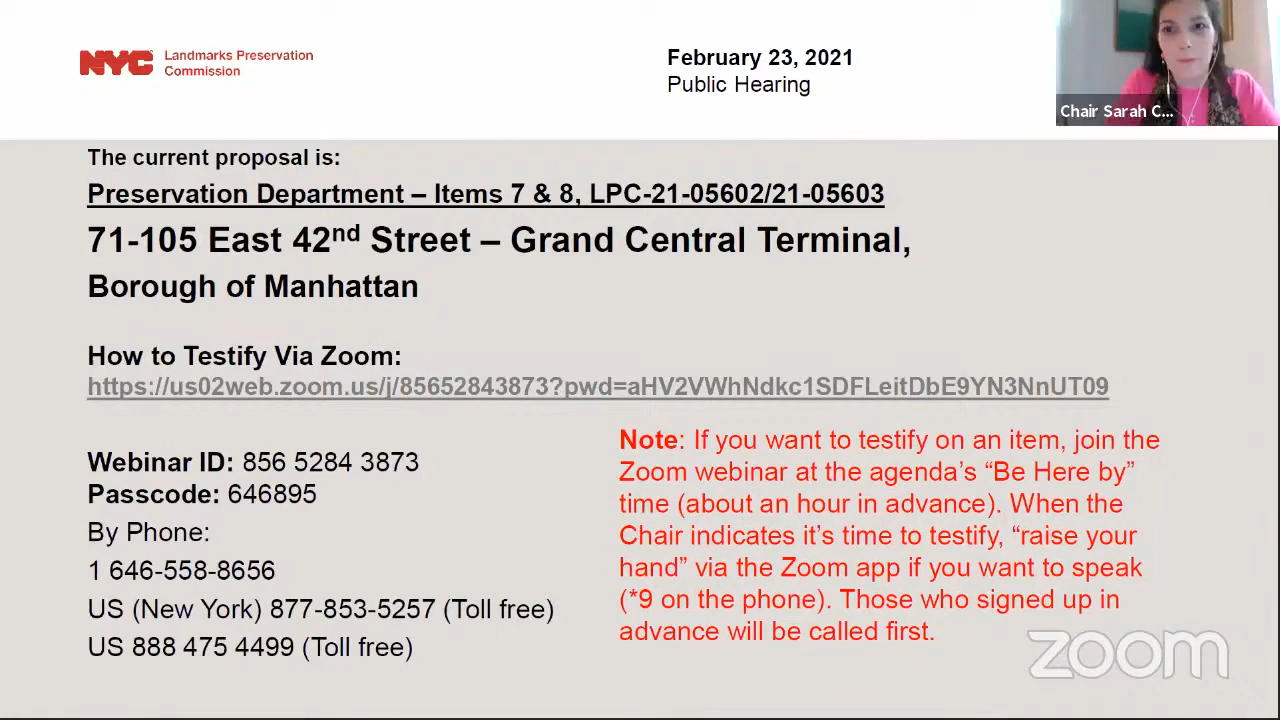 NYC Landmarks Preservation
Commission
February 23, 2021
Public Hearing
Chair Sarah C...
The current proposal is:
Preservation Department – Items 7 & 8, LPC-21-05602/21-05603
71-105 East 42nd Street – Grand Central Terminal,
Borough of Manhattan
How to Testify Via Zoom:
https://us02web.zoom.us/j/85652843873?pwd=aHV2VWhNdkc1SDFLeitDbE9YN3NnUT09
Webinar ID: 856 5284 3873
Passcode: 646895
By Phone:
1 646-558-8656
US (New York) 877-853-5257 (Toll free)
US 888 475 4499 (Toll free)
Note: If you want to testify on an item, join the
Zoom webinar at the agenda’s “Be Here by”
time (about an hour in advance). When the
Chair indicates it’s time to testify, “raise your
hand” via the Zoom app if you want to speak
(*9 on the phone). Those who signed up in
advance will be called first.
zoom